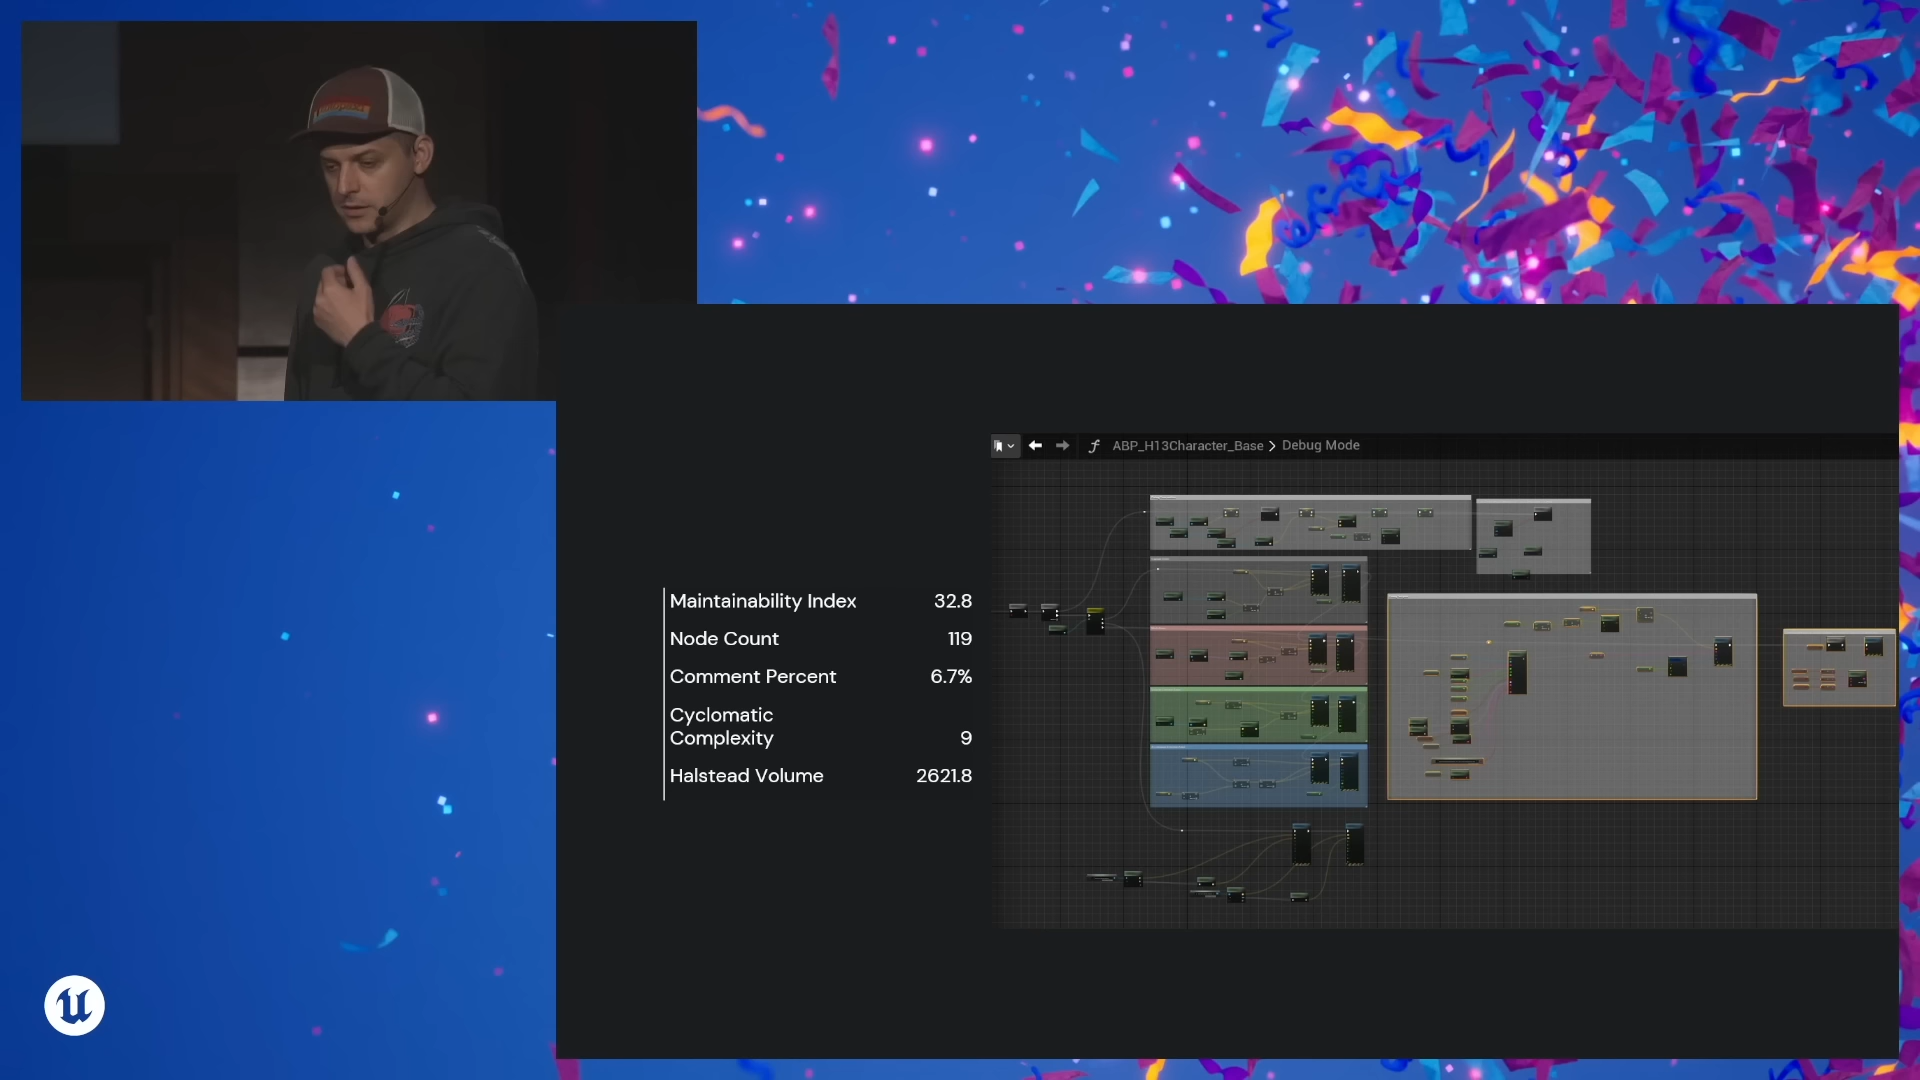 ABP_H13Character_Base > Debug Mode
Maintainability Index 32.8
Node Count 119
Comment Percent 6.7%
Cyclomatic
Complexity 9
Halstead Volume 2621.8